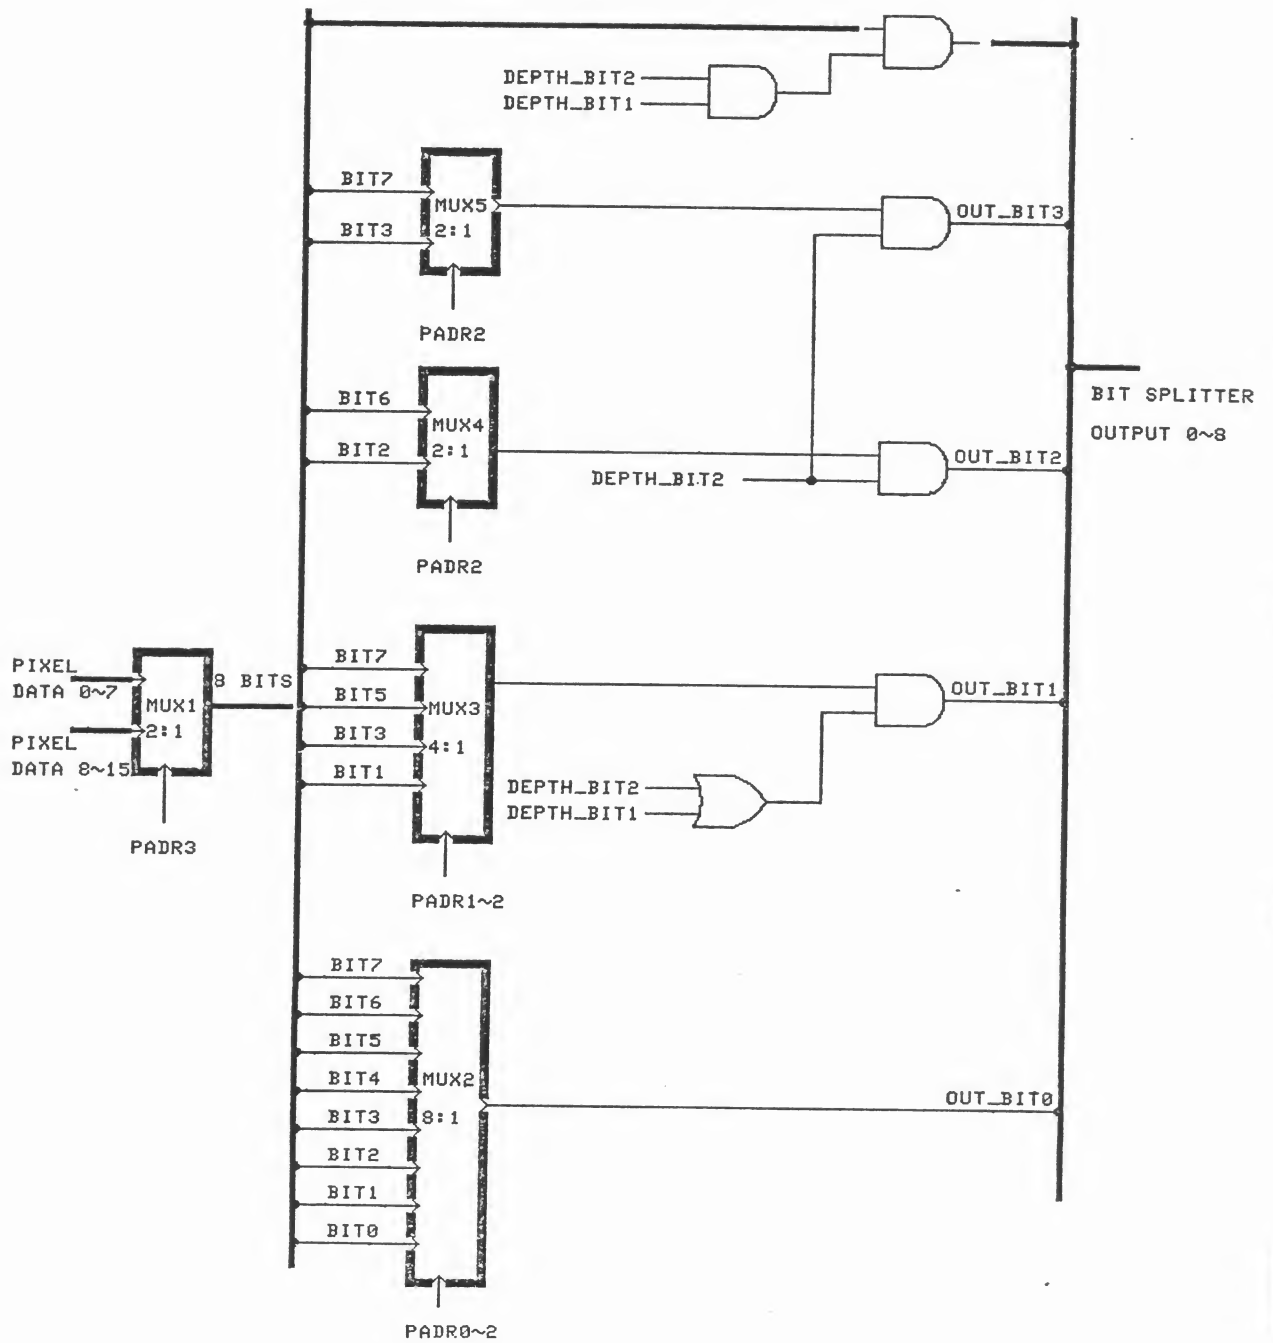 DEPTH_BIT2
DEPTH_BIT1
BIT7
MUX5
OUT_BIT3
BIT3
2:1
PADR2
BIT6
MUX4
BIT SPLITTER
BIT2
2:1
OUTPUT 0~8
DEPTH_BIT2
OUT_BIT2
PADR2
PIXEL
DATA 0~7
8 BITS
BIT7
MUX1
BIT5
MUX3
OUT_BIT1
2:1
PIXEL
DATA 8~15
BIT3
4:1
BIT1
DEPTH_BIT2
DEPTH_BIT1
PADR3
PADR1~2
BIT7
BIT6
BIT5
BIT4
MUX2
OUT_BIT0
BIT3
8:1
BIT2
BIT1
BIT0
PADR0~2